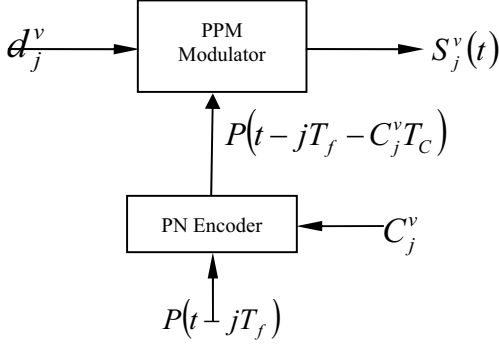 d_j^v
PPM
Modulator
S_j^v(t)
P(t − jT_f − C_j^v T_C)
PN Encoder
C_j^v
P(t − jT_f)